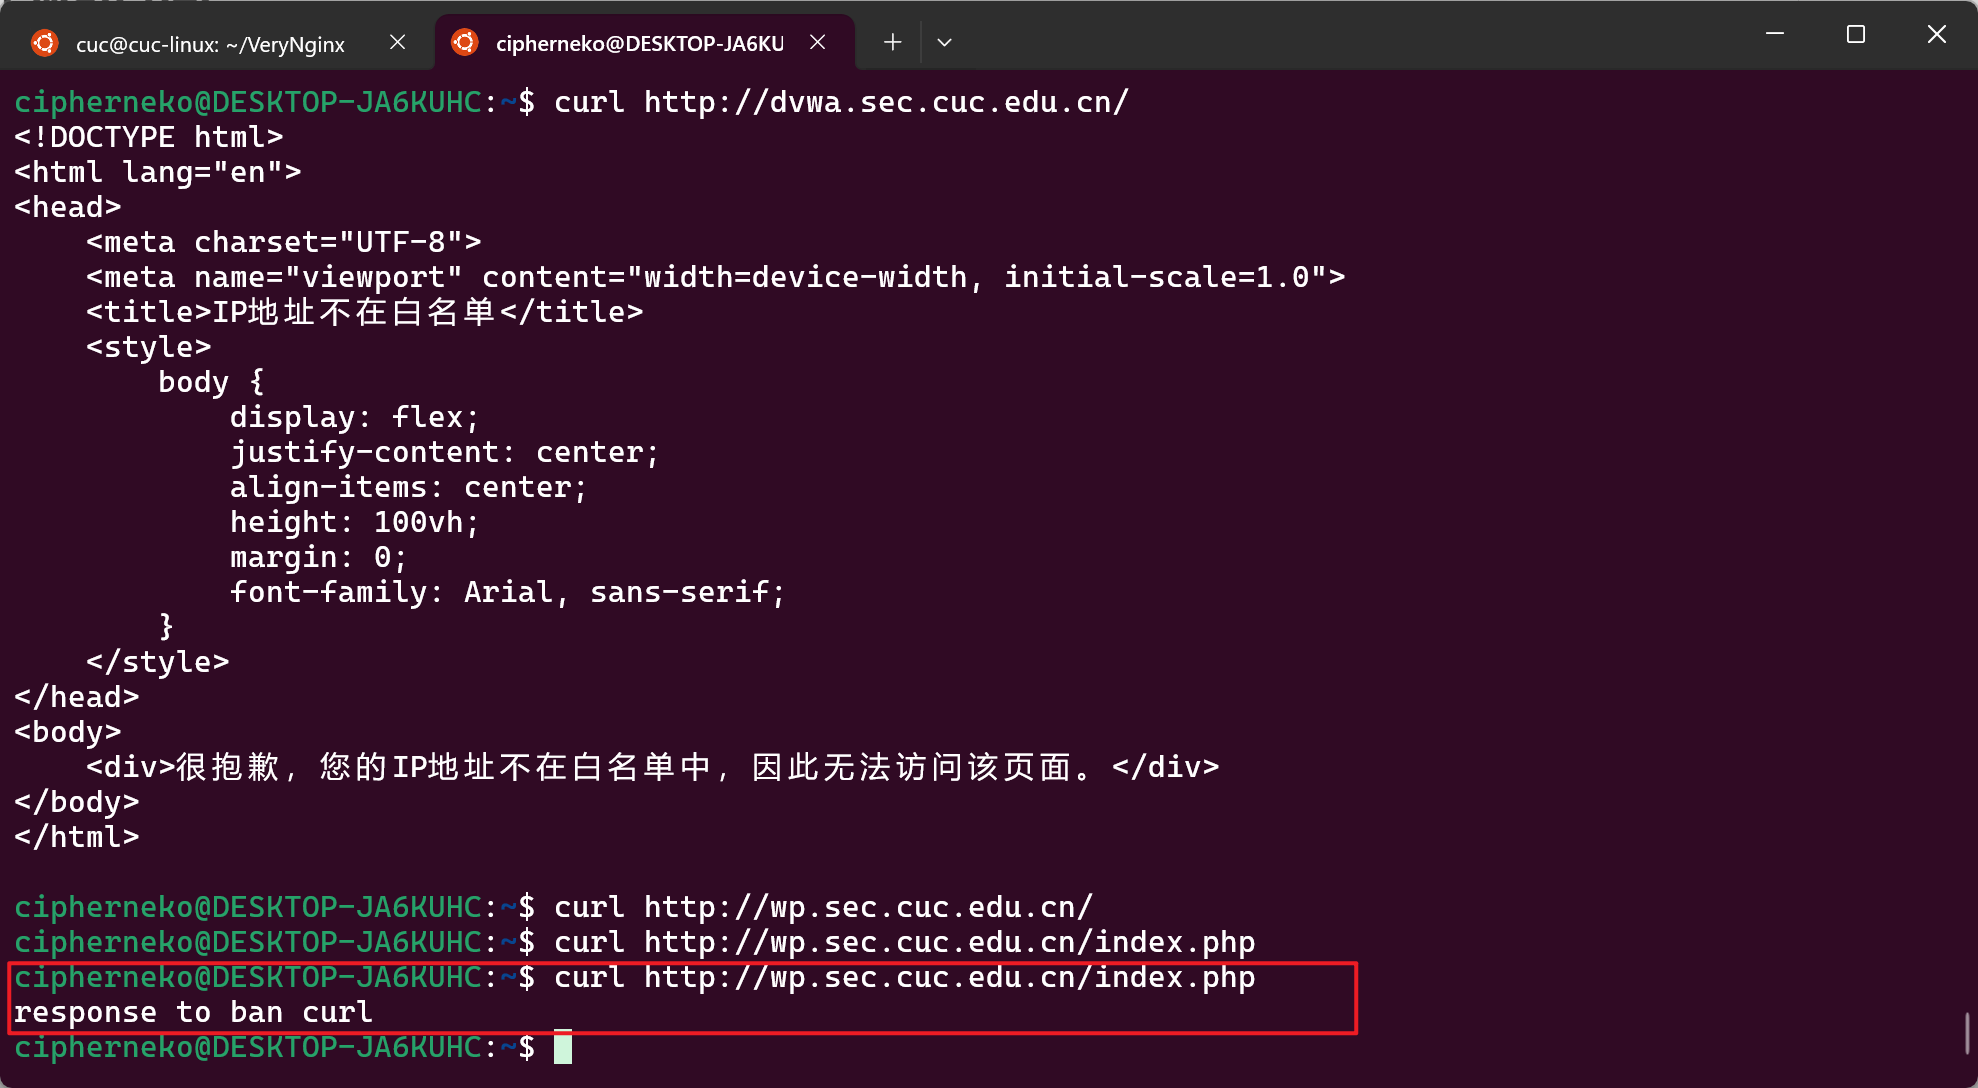 cuc@cuc-linux: ~/VeryNginx
cipherneko@DESKTOP-JA6KU
cipherneko@DESKTOP-JA6KUHC:~$ curl http://dvwa.sec.cuc.edu.cn/
<!DOCTYPE html>
<html lang="en">
<head>
    <meta charset="UTF-8">
    <meta name="viewport" content="width=device-width, initial-scale=1.0">
    <title>IP地址不在白名单</title>
    <style>
        body {
            display: flex;
            justify-content: center;
            align-items: center;
            height: 100vh;
            margin: 0;
            font-family: Arial, sans-serif;
        }
    </style>
</head>
<body>
    <div>很抱歉，您的IP地址不在白名单中，因此无法访问该页面。</div>
</body>
</html>
cipherneko@DESKTOP-JA6KUHC:~$ curl http://wp.sec.cuc.edu.cn/
cipherneko@DESKTOP-JA6KUHC:~$ curl http://wp.sec.cuc.edu.cn/index.php
cipherneko@DESKTOP-JA6KUHC:~$ curl http://wp.sec.cuc.edu.cn/index.php
response to ban curl
cipherneko@DESKTOP-JA6KUHC:~$